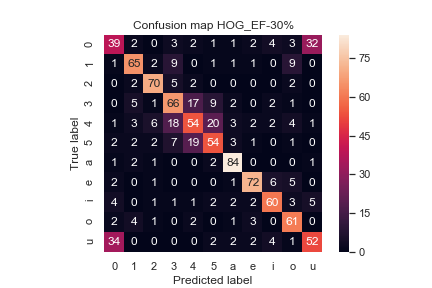 Confusion map HOG_EF-30%
0 39 2 0 3 2 1 1 2 4 3 32
1 1 65 2 9 0 1 1 0 0 9 0
2 0 2 70 5 2 0 0 0 0 2 0
3 0 5 1 66 17 9 2 0 2 1 0
4 1 3 6 18 54 20 3 2 2 4 1
5 2 2 2 7 19 54 3 1 0 1 0
a 1 2 1 0 0 2 84 0 0 0 1
e 2 0 1 0 0 0 1 72 6 5 0
i 4 0 1 1 1 0 2 2 60 3 5
o 2 4 1 0 2 0 1 3 0 61 0
u 34 0 0 0 0 2 2 2 4 1 52
0 1 2 3 4 5 a e i o u
True label
Predicted label
75
60
45
30
15
0